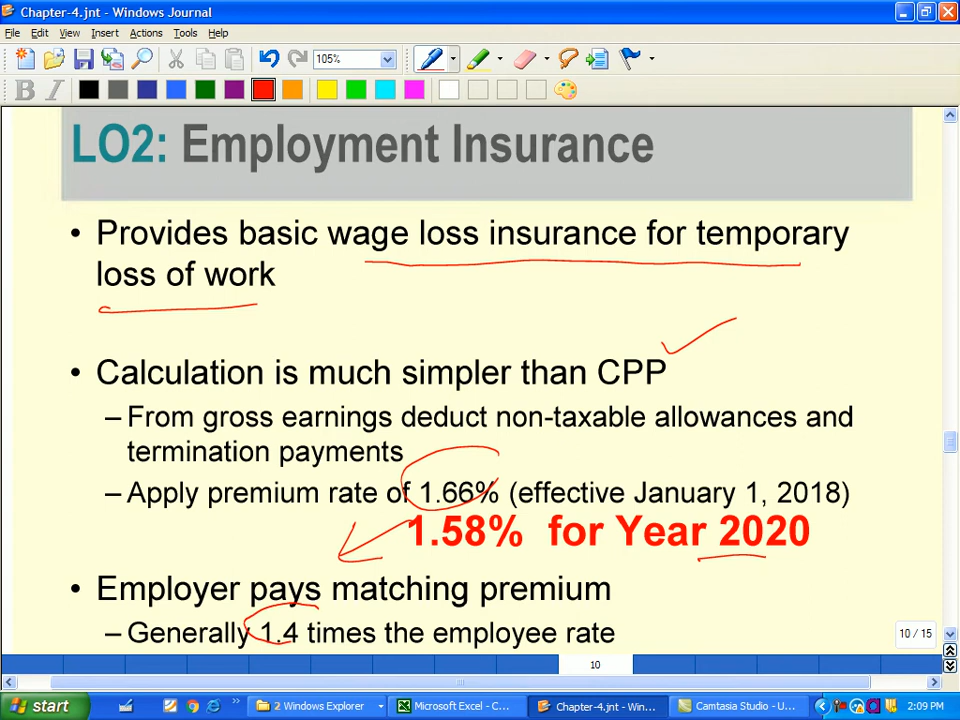 Chapter-4.jnt - Windows Journal
File Edit View Insert Actions Tools Help
105%
B I
LO2: Employment Insurance
• Provides basic wage loss insurance for temporary
loss of work
• Calculation is much simpler than CPP
– From gross earnings deduct non-taxable allowances and
termination payments
– Apply premium rate of 1.66% (effective January 1, 2018)
1.58% for Year 2020
• Employer pays matching premium
– Generally 1.4 times the employee rate
10 / 15
10
start
2 Windows Explorer
Microsoft Excel - C...
Chapter-4.jnt - Win...
Camtasia Studio - U...
2:09 PM